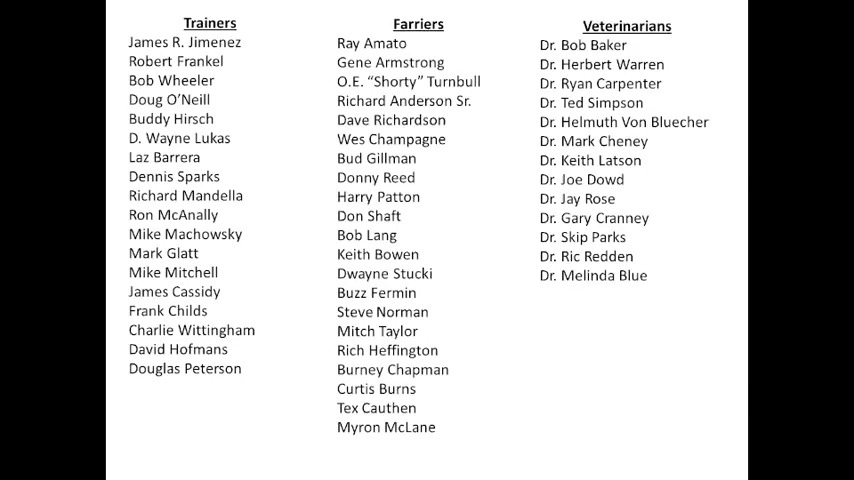 Trainers
James R. Jimenez
Robert Frankel
Bob Wheeler
Doug O’Neill
Buddy Hirsch
D. Wayne Lukas
Laz Barrera
Dennis Sparks
Richard Mandella
Ron McAnally
Mike Machowsky
Mark Glatt
Mike Mitchell
James Cassidy
Frank Childs
Charlie Wittingham
David Hofmans
Douglas Peterson
Farriers
Ray Amato
Gene Armstrong
O.E. “Shorty” Turnbull
Richard Anderson Sr.
Dave Richardson
Wes Champagne
Bud Gillman
Donny Reed
Harry Patton
Don Shaft
Bob Lang
Keith Bowen
Dwayne Stucki
Buzz Fermin
Steve Norman
Mitch Taylor
Rich Heffington
Burney Chapman
Curtis Burns
Tex Cauthen
Myron McLane
Veterinarians
Dr. Bob Baker
Dr. Herbert Warren
Dr. Ryan Carpenter
Dr. Ted Simpson
Dr. Helmuth Von Bluecher
Dr. Mark Cheney
Dr. Keith Latson
Dr. Joe Dowd
Dr. Jay Rose
Dr. Gary Cranney
Dr. Skip Parks
Dr. Ric Redden
Dr. Melinda Blue